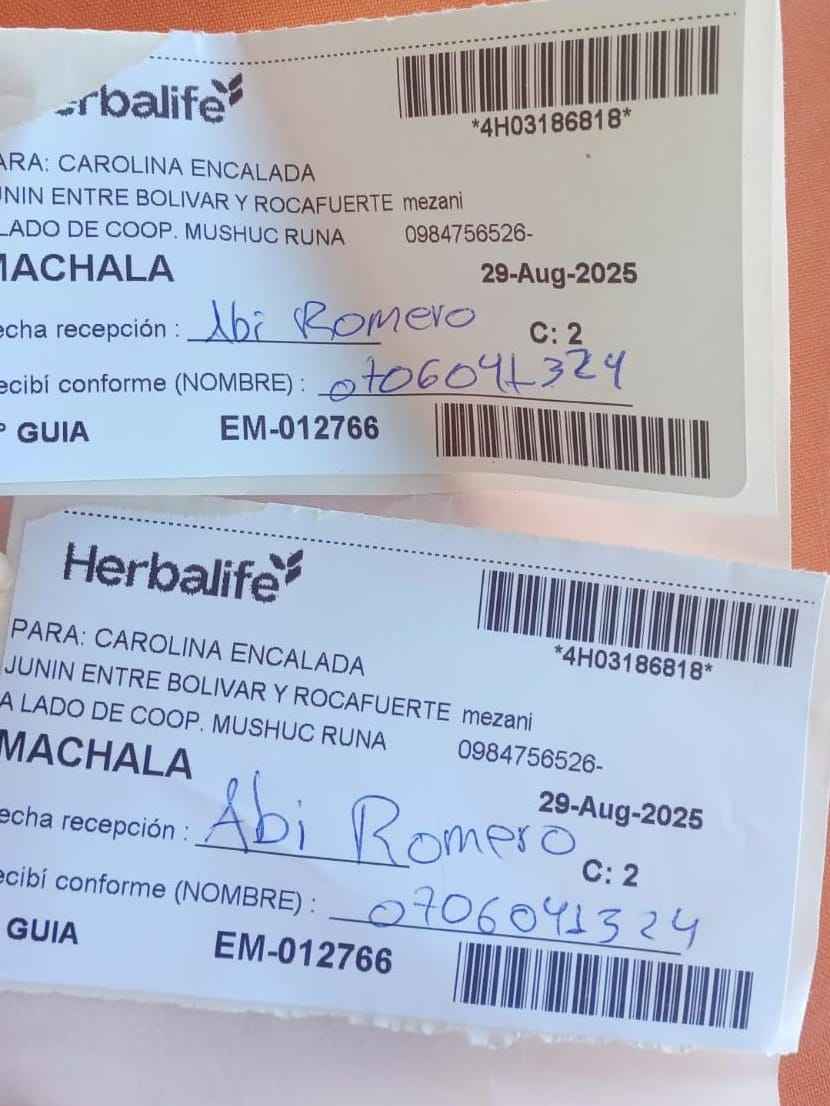 erbalife
*4H03186818*
ARA: CAROLINA ENCALADA
NIN ENTRE BOLIVAR Y ROCAFUERTE mezani
LADO DE COOP. MUSHUC RUNA 0984756526-
MACHALA 29-Aug-2025
echa recepción : Abi Romero C: 2
ecibí conforme (NOMBRE) : 0706041324
° GUIA EM-012766
Herbalife
*4H03186818*
PARA: CAROLINA ENCALADA
JUNIN ENTRE BOLIVAR Y ROCAFUERTE mezani
A LADO DE COOP. MUSHUC RUNA 0984756526-
MACHALA 29-Aug-2025
echa recepción : Abi Romero C: 2
ecibí conforme (NOMBRE) : 0706041324
GUIA EM-012766